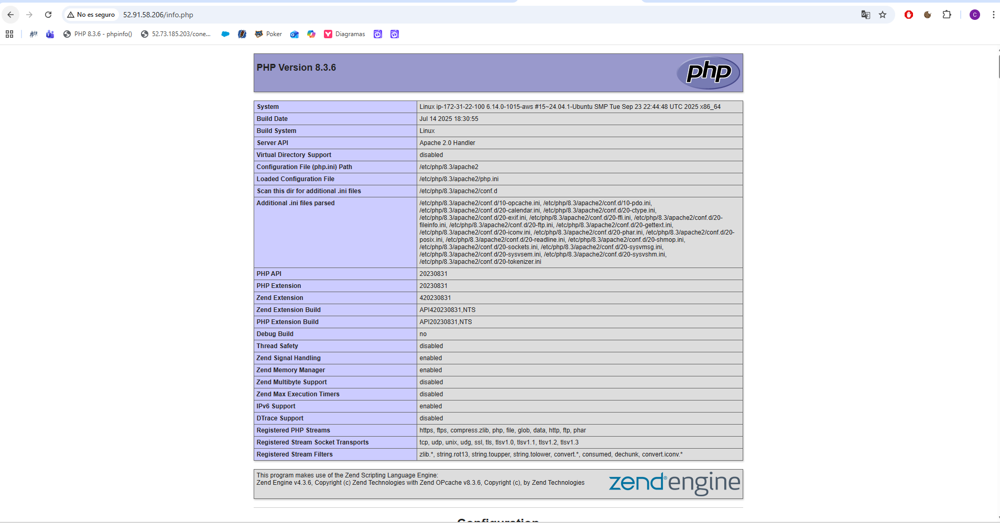 No es seguro 52.91.58.206/info.php C
PHP 8.3.6 - phpinfo() 52.73.185.203/cone... Poker Diagramas
PHP Version 8.3.6
php
System Linux ip-172-31-22-100 6.14.0-1015-aws #15~24.04.1-Ubuntu SMP Tue Sep 23 22:44:48 UTC 2025 x86_64
Build Date Jul 14 2025 18:30:55
Build System Linux
Server API Apache 2.0 Handler
Virtual Directory Support disabled
Configuration File (php.ini) Path /etc/php/8.3/apache2
Loaded Configuration File /etc/php/8.3/apache2/php.ini
Scan this dir for additional .ini files /etc/php/8.3/apache2/conf.d
Additional .ini files parsed /etc/php/8.3/apache2/conf.d/10-opcache.ini, /etc/php/8.3/apache2/conf.d/10-pdo.ini,
/etc/php/8.3/apache2/conf.d/20-calendar.ini, /etc/php/8.3/apache2/conf.d/20-ctype.ini,
/etc/php/8.3/apache2/conf.d/20-exif.ini, /etc/php/8.3/apache2/conf.d/20-ffi.ini, /etc/php/8.3/apache2/conf.d/20-
fileinfo.ini, /etc/php/8.3/apache2/conf.d/20-ftp.ini, /etc/php/8.3/apache2/conf.d/20-gettext.ini,
/etc/php/8.3/apache2/conf.d/20-iconv.ini, /etc/php/8.3/apache2/conf.d/20-phar.ini, /etc/php/8.3/apache2/conf.d/20-
posix.ini, /etc/php/8.3/apache2/conf.d/20-readline.ini, /etc/php/8.3/apache2/conf.d/20-shmop.ini,
/etc/php/8.3/apache2/conf.d/20-sockets.ini, /etc/php/8.3/apache2/conf.d/20-sysvmsg.ini,
/etc/php/8.3/apache2/conf.d/20-sysvsem.ini, /etc/php/8.3/apache2/conf.d/20-sysvshm.ini,
/etc/php/8.3/apache2/conf.d/20-tokenizer.ini
PHP API 20230831
PHP Extension 20230831
Zend Extension 420230831
Zend Extension Build API420230831,NTS
PHP Extension Build API20230831,NTS
Debug Build no
Thread Safety disabled
Zend Signal Handling enabled
Zend Memory Manager enabled
Zend Multibyte Support disabled
Zend Max Execution Timers disabled
IPv6 Support enabled
DTrace Support disabled
Registered PHP Streams https, ftps, compress.zlib, php, file, glob, data, http, ftp, phar
Registered Stream Socket Transports tcp, udp, unix, udg, ssl, tls, tlsv1.0, tlsv1.1, tlsv1.2, tlsv1.3
Registered Stream Filters zlib.*, string.rot13, string.toupper, string.tolower, convert.*, consumed, dechunk, convert.iconv.*
This program makes use of the Zend Scripting Language Engine:
Zend Engine v4.3.6, Copyright (c) Zend Technologies with Zend OPcache v8.3.6, Copyright (c), by Zend Technologies
zend®engine
Configuration